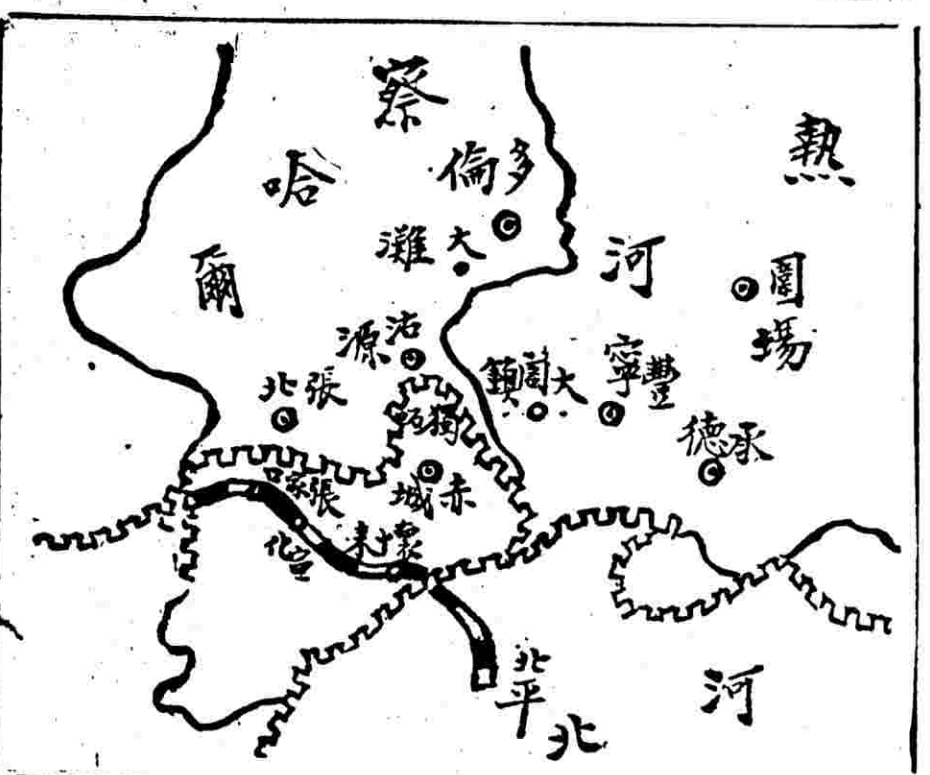 察哈爾
熱河
河北
多倫
大灘
沽源
張北
獨石
赤城
張家口
宣化
懷來
北平
大閣鎮
豐寧
圍場
承德